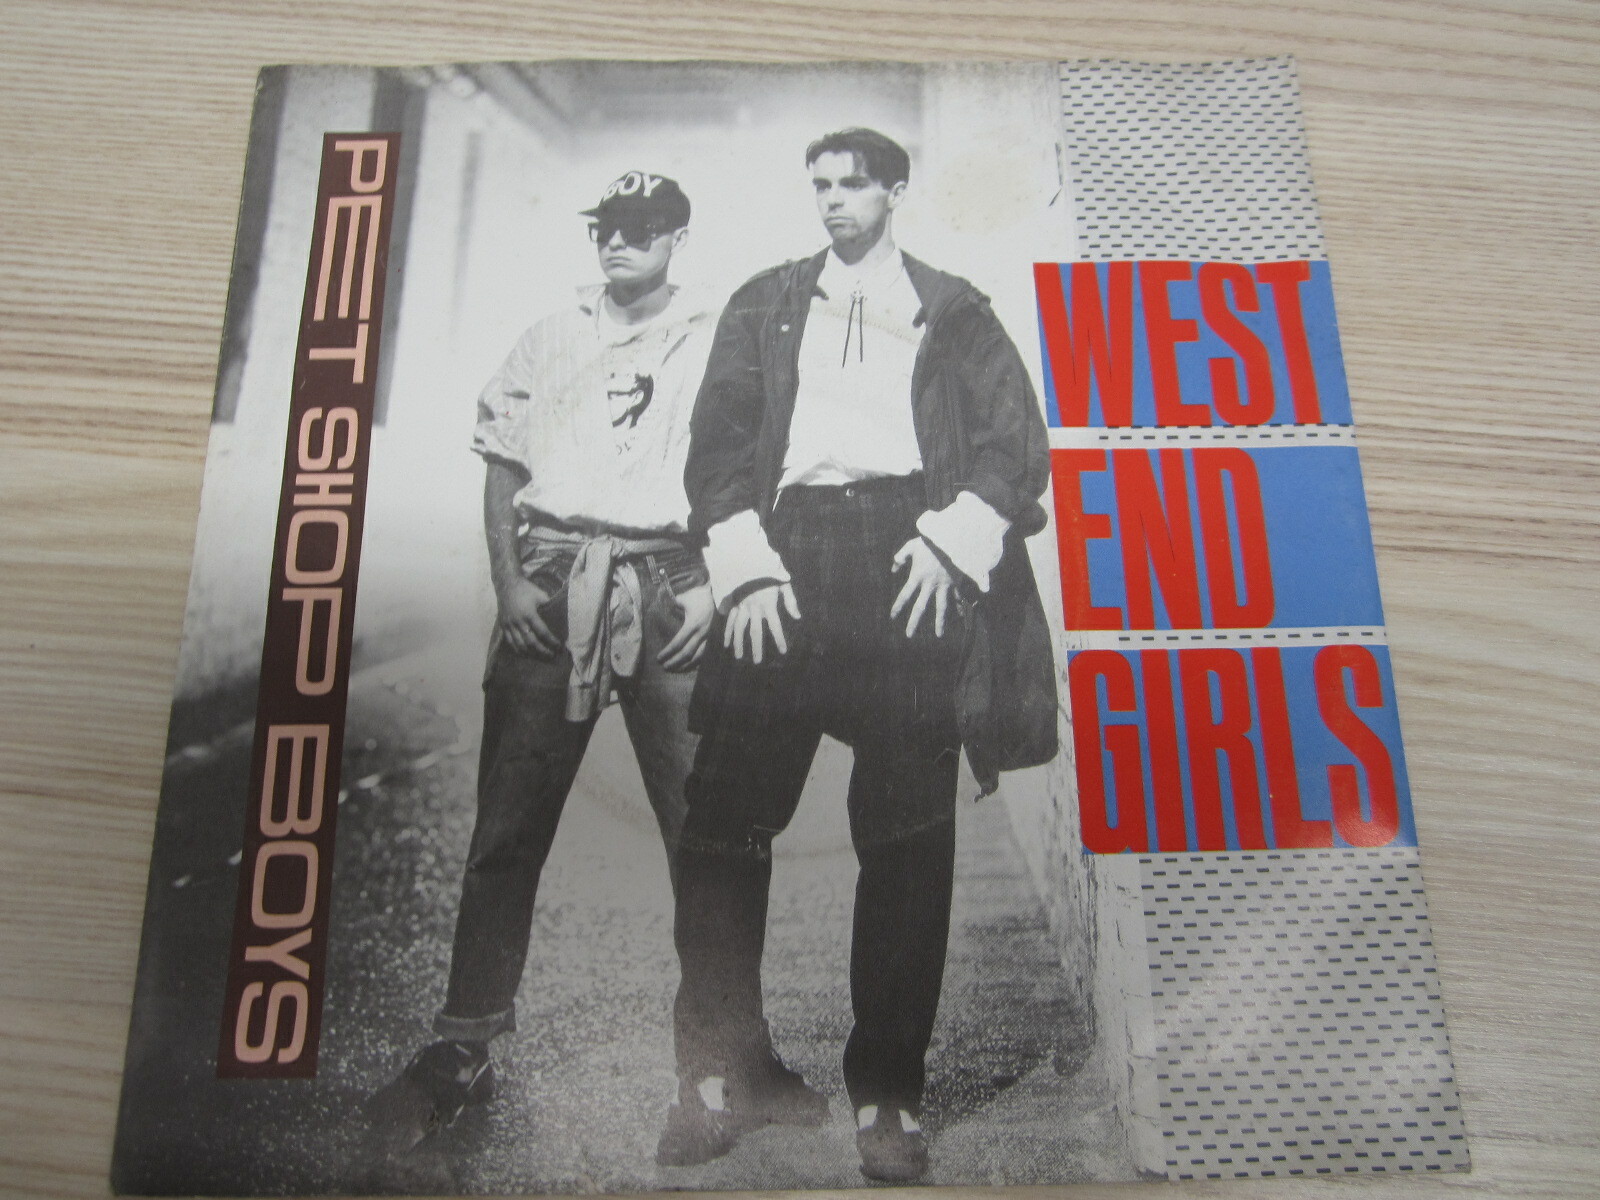 PET SHOP BOYS
BOY
WEST
END
GIRLS